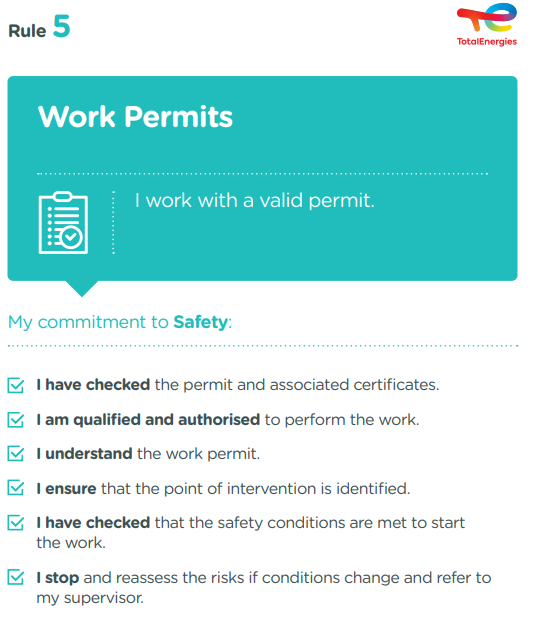 Rule 5
TotalEnergies
Work Permits
I work with a valid permit.
My commitment to Safety:
I have checked the permit and associated certificates.
I am qualified and authorised to perform the work.
I understand the work permit.
I ensure that the point of intervention is identified.
I have checked that the safety conditions are met to start
the work.
I stop and reassess the risks if conditions change and refer to
my supervisor.